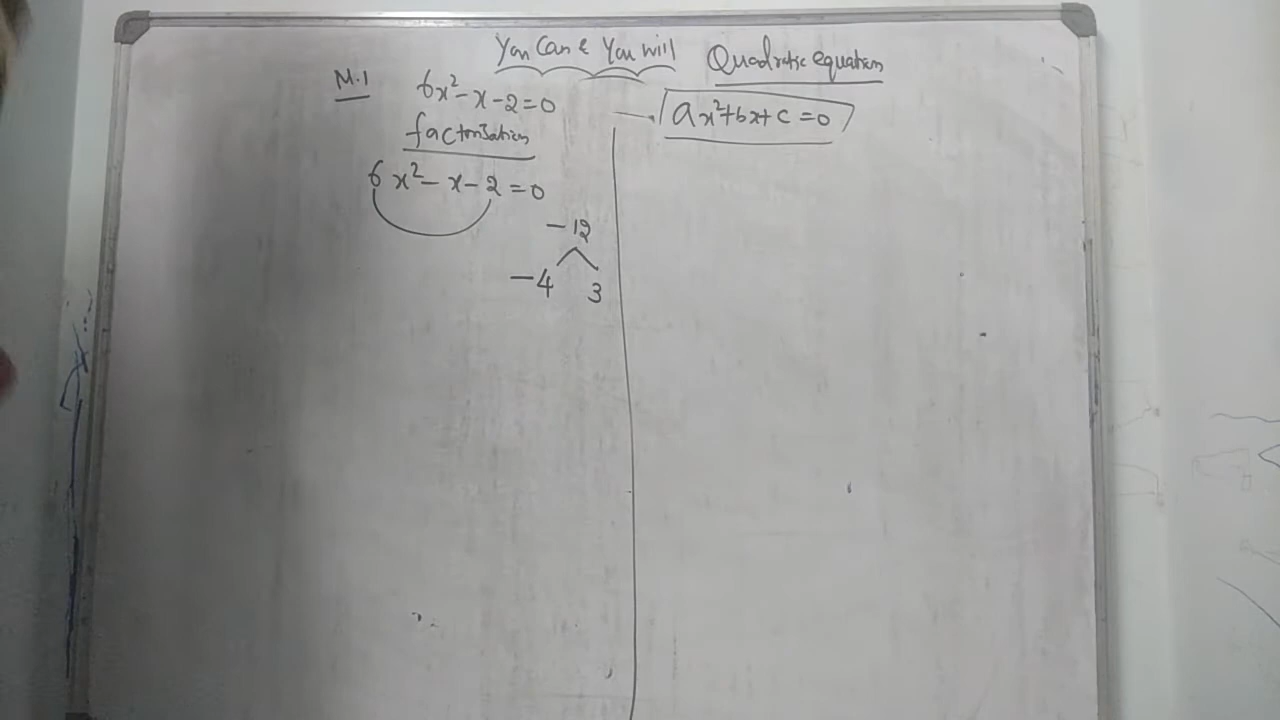 You Can & You will
Quadratic equation
M.1
6x²-x-2=0
ax²+bx+c=0
factorisation
6x²-x-2=0
-12
-4 3